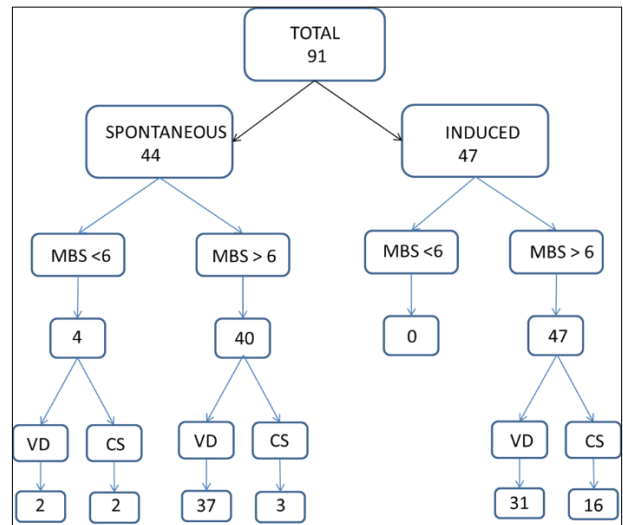 TOTAL
91
SPONTANEOUS
44
INDUCED
47
MBS <6
MBS > 6
MBS <6
MBS > 6
4
40
0
47
VD
CS
VD
CS
VD
CS
2
2
37
3
31
16